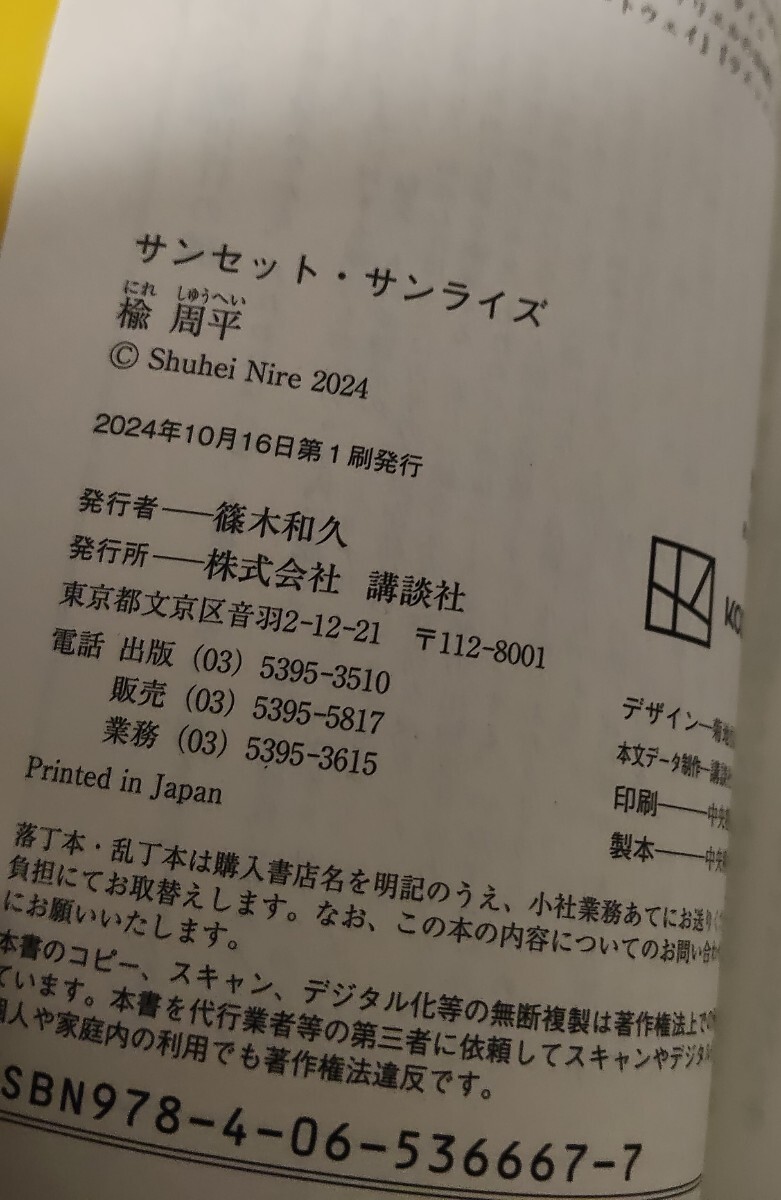 サンセット・サンライズ
にれ しゅうへい
楡 周平
© Shuhei Nire 2024
2024年10月16日第1刷発行
発行者――篠木和久
発行所――株式会社 講談社
東京都文京区音羽2-12-21 〒112-8001
電話 出版 (03) 5395-3510
販売 (03) 5395-5817
業務 (03) 5395-3615
Printed in Japan
デザイン―菊地
本文データ制作―講談社
印刷――中央
製本――中央
落丁本・乱丁本は購入書店名を明記のうえ、小社業務あてにお送りく
負担にてお取替えします。なお、この本の内容についてのお問い合わ
にお願いいたします。
本書のコピー、スキャン、デジタル化等の無断複製は著作権法上での
ています。本書を代行業者等の第三者に依頼してスキャンやデジタル
個人や家庭内の利用でも著作権法違反です。
SBN978-4-06-536667-7